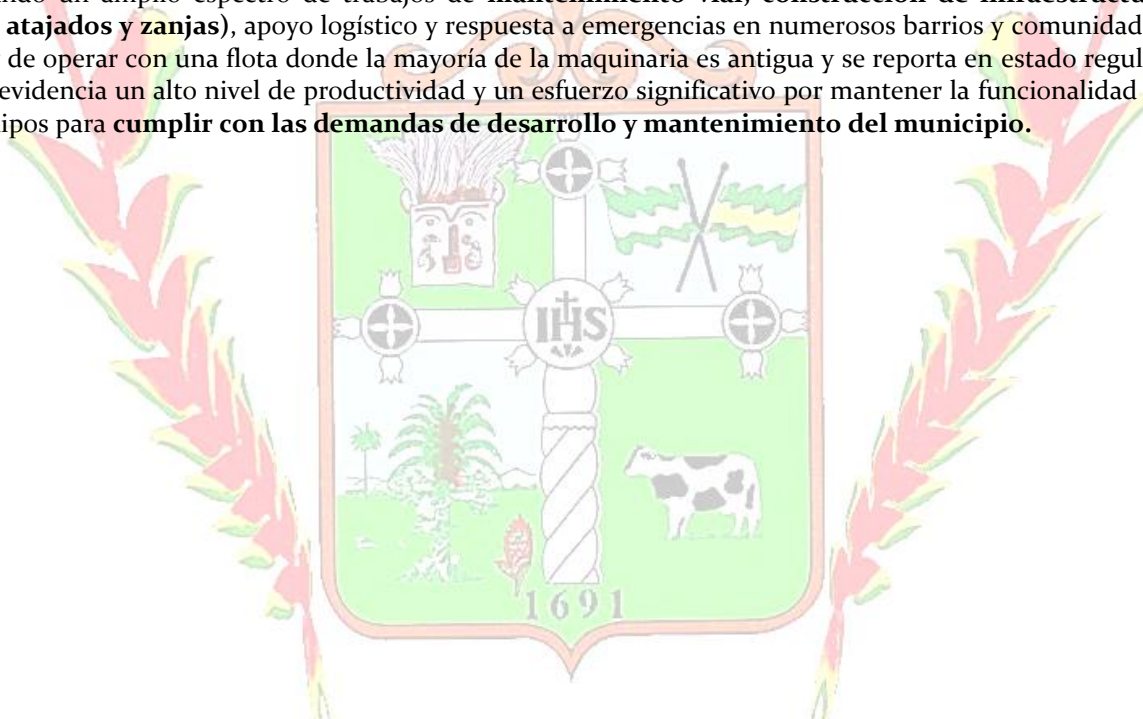 un amplio espectro de trabajos de mantenimiento vial, construcción de infraestruct
atajados y zanjas), apoyo logístico y respuesta a emergencias en numerosos barrios y comunidad
de operar con una flota donde la mayoría de la maquinaria es antigua y se reporta en estado regul
evidencia un alto nivel de productividad y un esfuerzo significativo por mantener la funcionalidad
ipos para cumplir con las demandas de desarrollo y mantenimiento del municipio.
IHS
1691